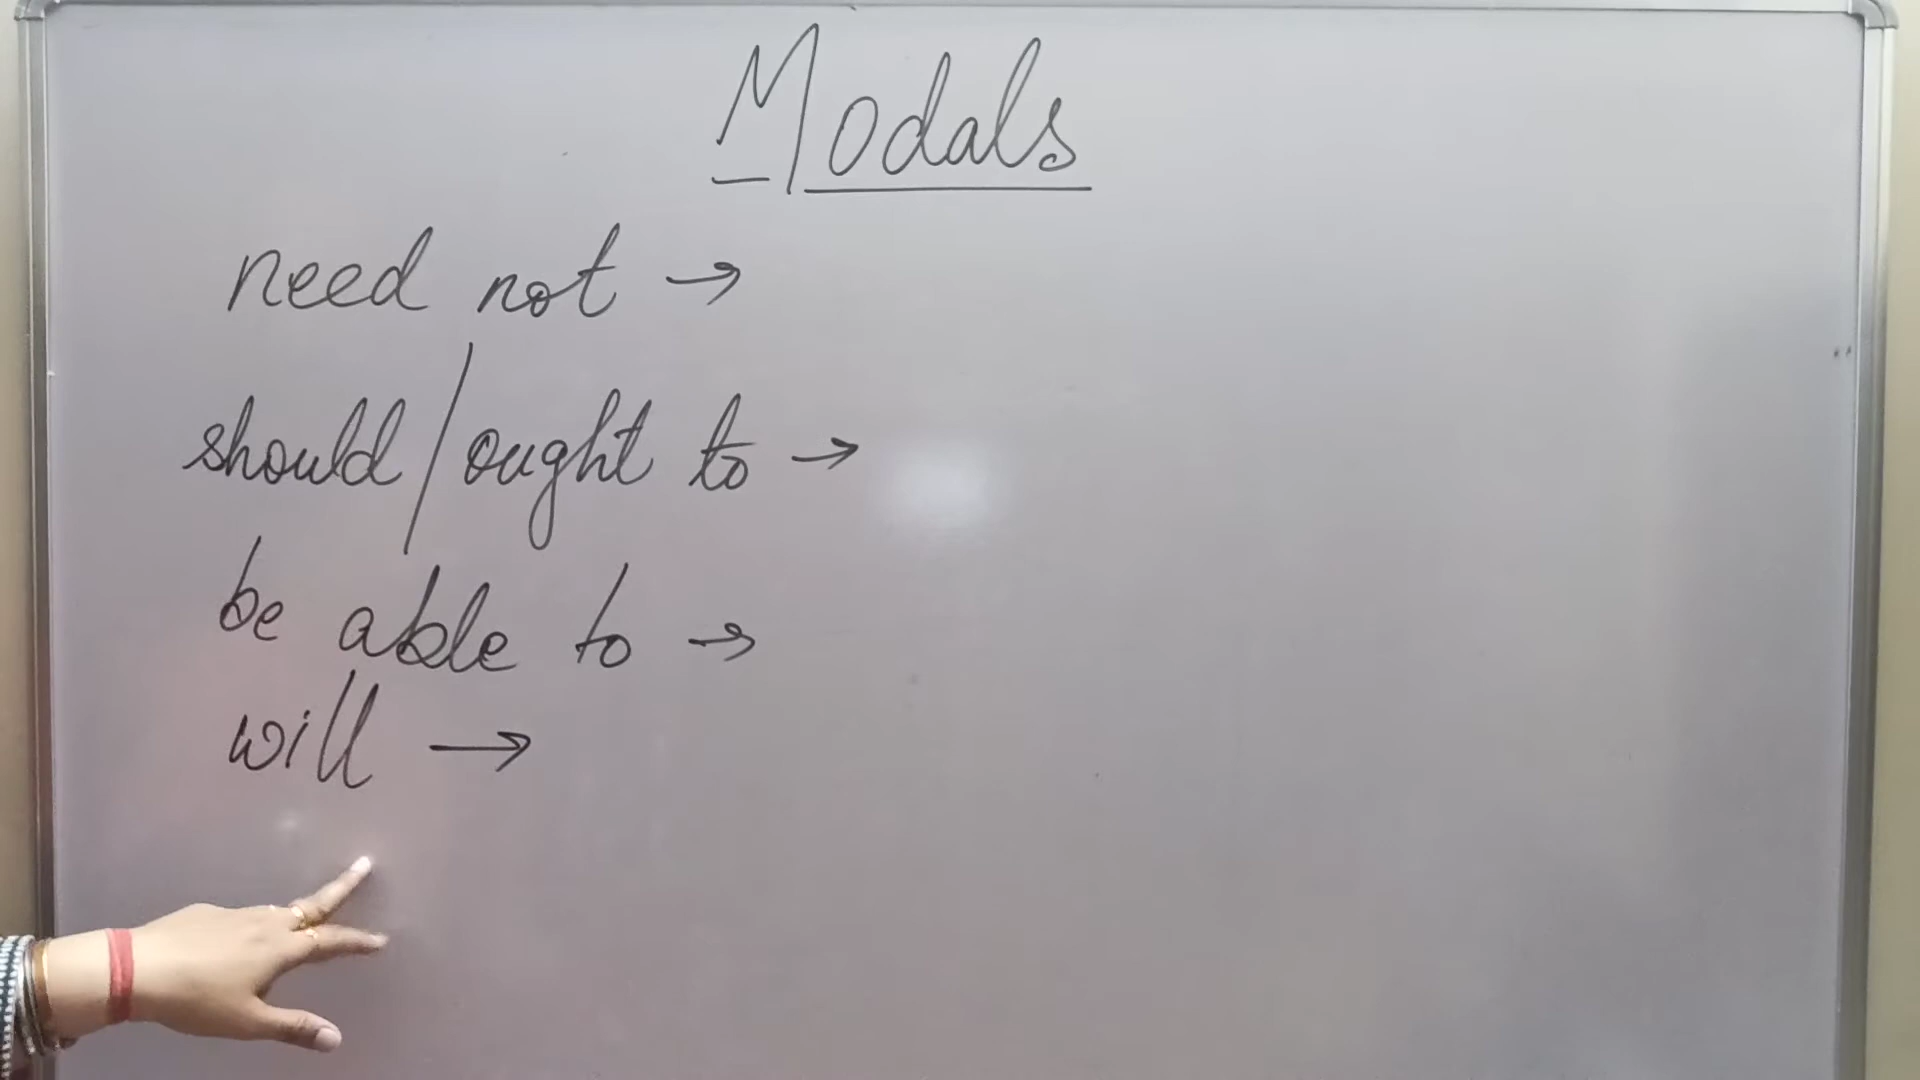 Modals
need not →
should/ought to →
be able to →
will →